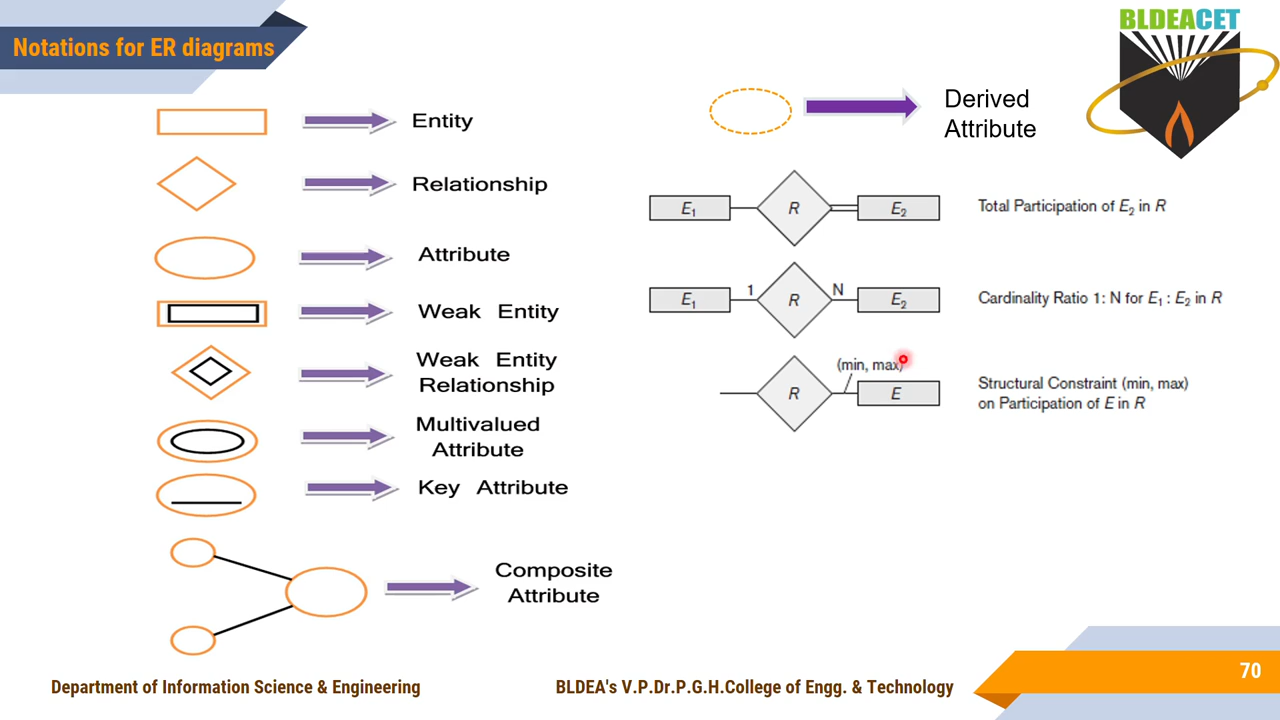 Notations for ER diagrams
BLDEACET
Entity
Relationship
Attribute
Weak Entity
Weak Entity
Relationship
Multivalued
Attribute
Key Attribute
Composite
Attribute
Derived
Attribute
E1 R E2 Total Participation of E2 in R
E1 1 R N E2 Cardinality Ratio 1: N for E1 : E2 in R
(min, max)
R E Structural Constraint (min, max)
on Participation of E in R
70
Department of Information Science & Engineering BLDEA's V.P.Dr.P.G.H.College of Engg. & Technology